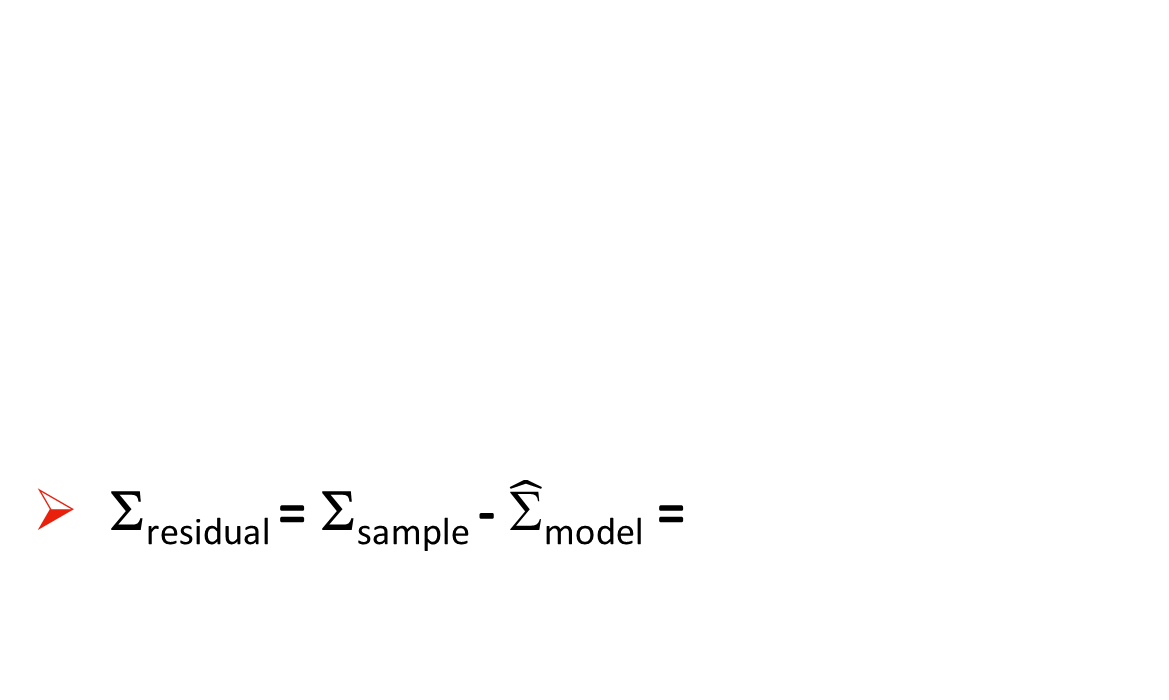 Σresidual = Σsample - Σ̂model =